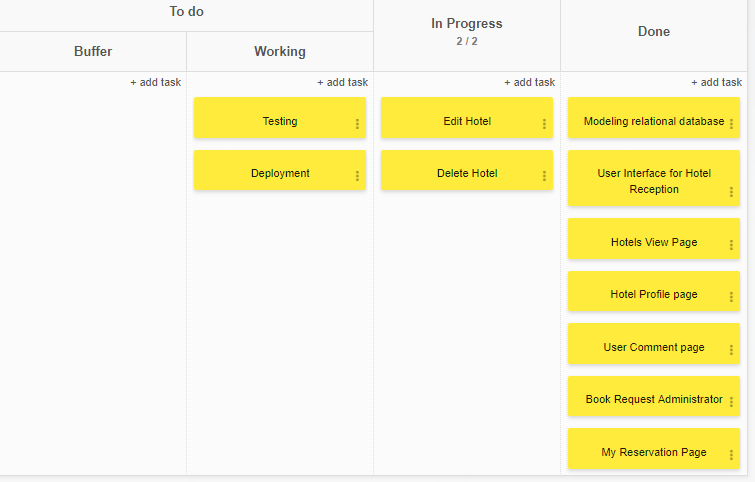 To do
Buffer
Working
In Progress
2 / 2
Done
+ add task
+ add task
+ add task
+ add task
Testing
Deployment
Edit Hotel
Delete Hotel
Modeling relational database
User Interface for Hotel
Reception
Hotels View Page
Hotel Profile page
User Comment page
Book Request Administrator
My Reservation Page